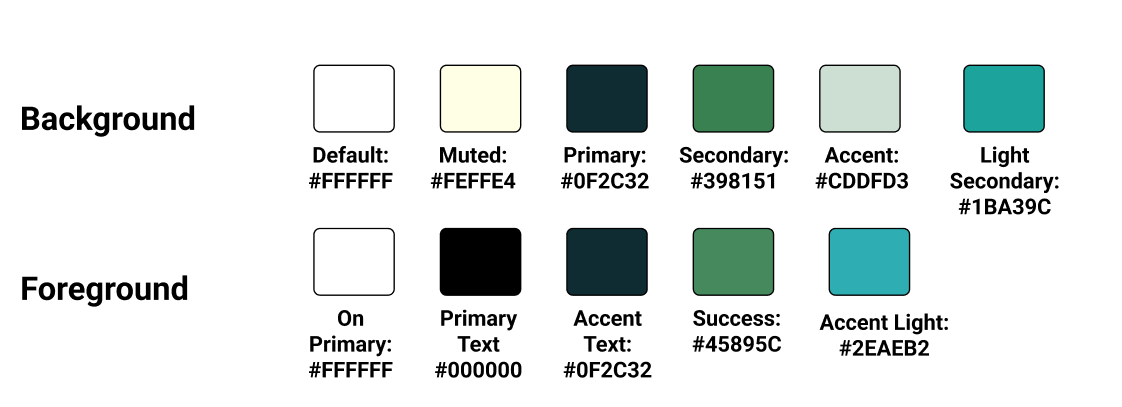 Background
Default:
#FFFFFF
Muted:
#FEFFE4
Primary:
#0F2C32
Secondary:
#398151
Accent:
#CDDFD3
Light
Secondary:
#1BA39C
Foreground
On
Primary:
#FFFFFF
Primary
Text
#000000
Accent
Text:
#0F2C32
Success:
#45895C
Accent Light:
#2EAEB2